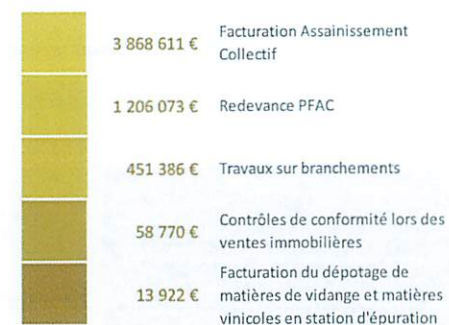 3 868 611 € Facturation Assainissement
Collectif
1 206 073 € Redevance PFAC
451 386 € Travaux sur branchements
58 770 € Contrôles de conformité lors des
ventes immobilières
Facturation du dépotage de
13 922 € matières de vidange et matières
vinicoles en station d'épuration